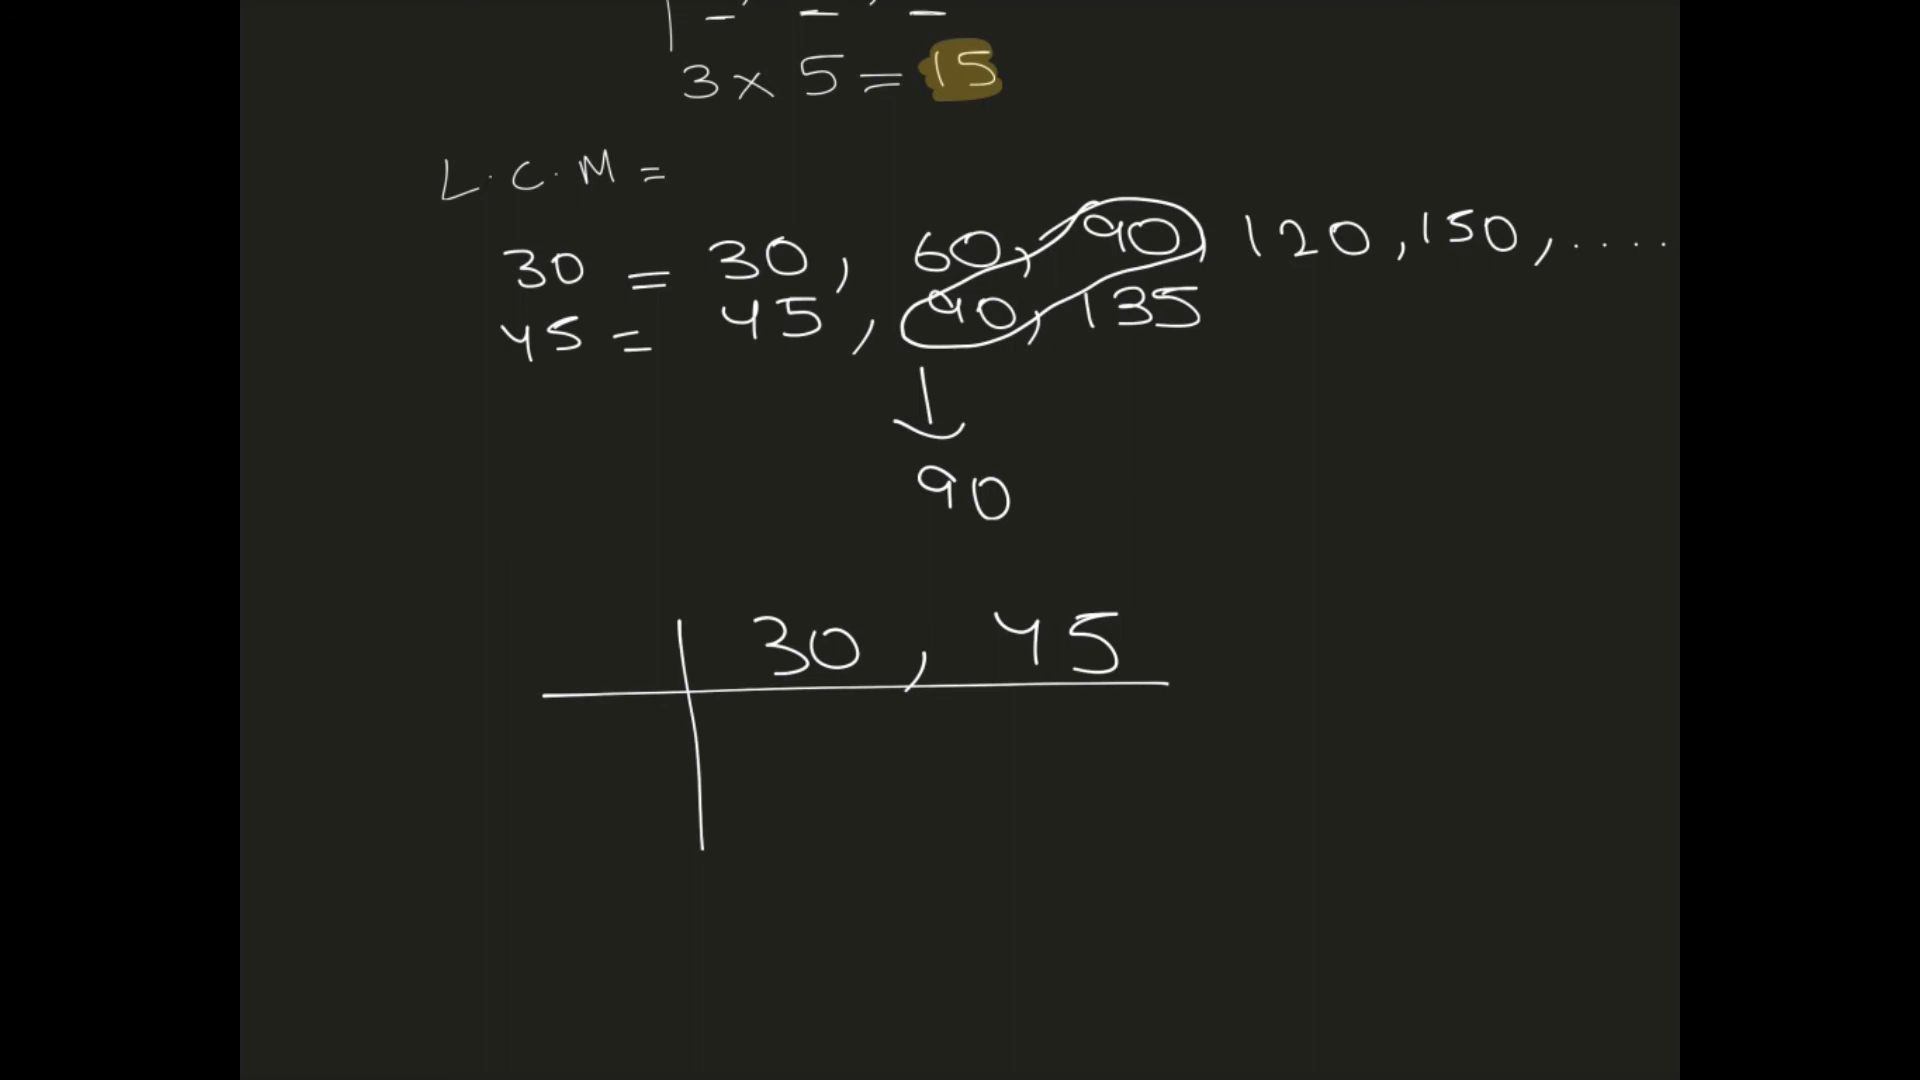 3 x 5 = 15
L.C.M =
30 = 30, 60, 90, 120, 150, ....
45 = 45, 90, 135
90
30, 45